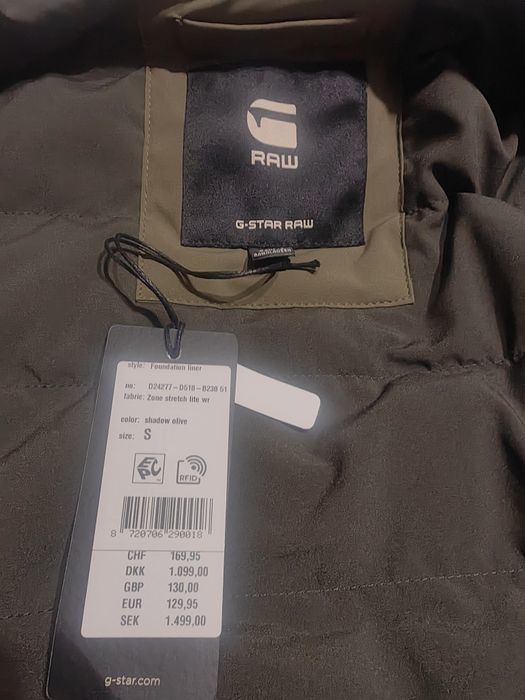 RAW
G-STAR RAW
BANGLADESH
style: Foundation liner
no: D24277-D518-B238 51
fabric: Zone stretch lite wr
color: shadow olive
size: S
EPC
RFID
8 720706 290018
CHF 169,95
DKK 1.099,00
GBP 130,00
EUR 129,95
SEK 1.499,00
g-star.com